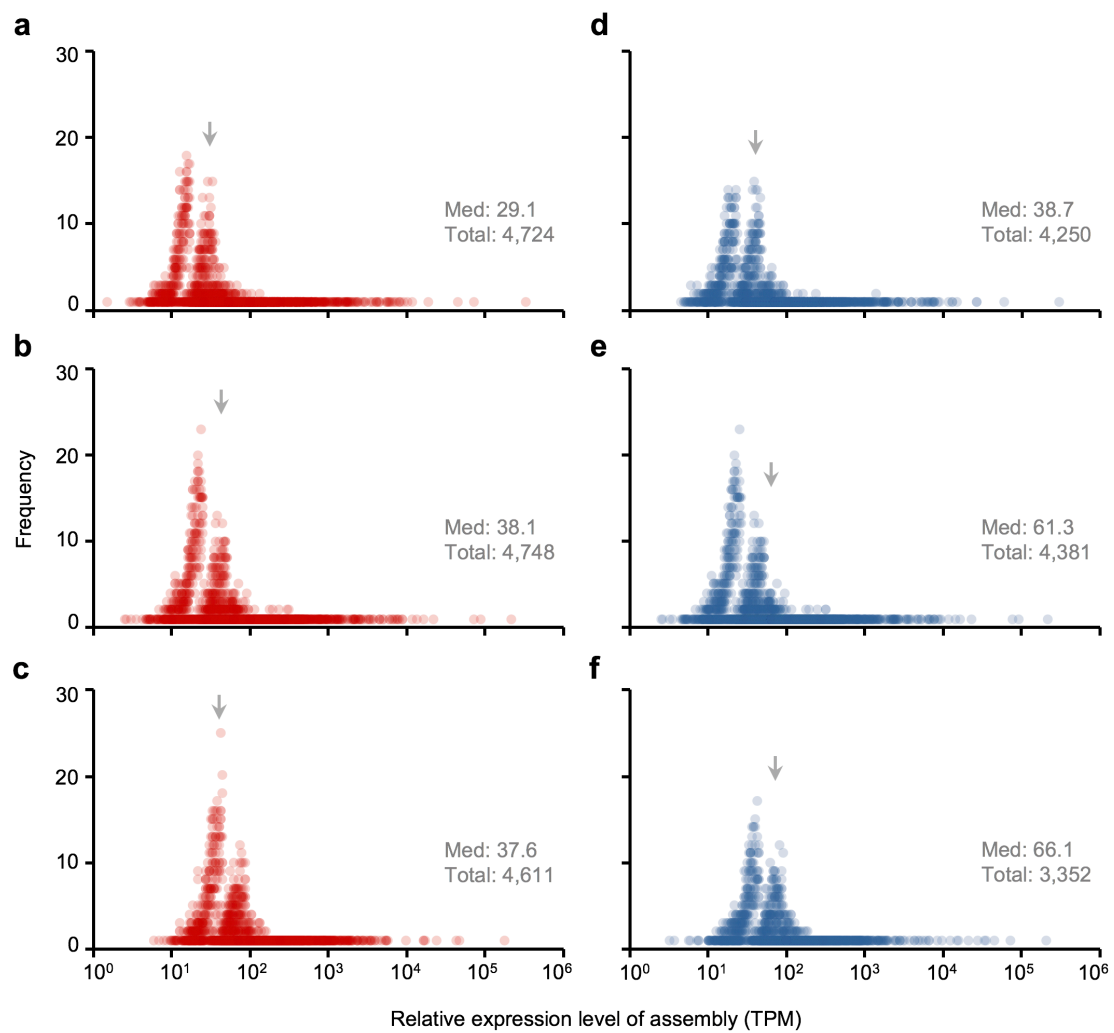 a
30
20
10
0
Med: 29.1
Total: 4,724
d
Med: 38.7
Total: 4,250
b
30
20
10
0
Frequency
Med: 38.1
Total: 4,748
e
Med: 61.3
Total: 4,381
c
30
20
10
0
Med: 37.6
Total: 4,611
f
Med: 66.1
Total: 3,352
10⁰ 10¹ 10² 10³ 10⁴ 10⁵ 10⁶
10⁰ 10¹ 10² 10³ 10⁴ 10⁵ 10⁶
Relative expression level of assembly (TPM)